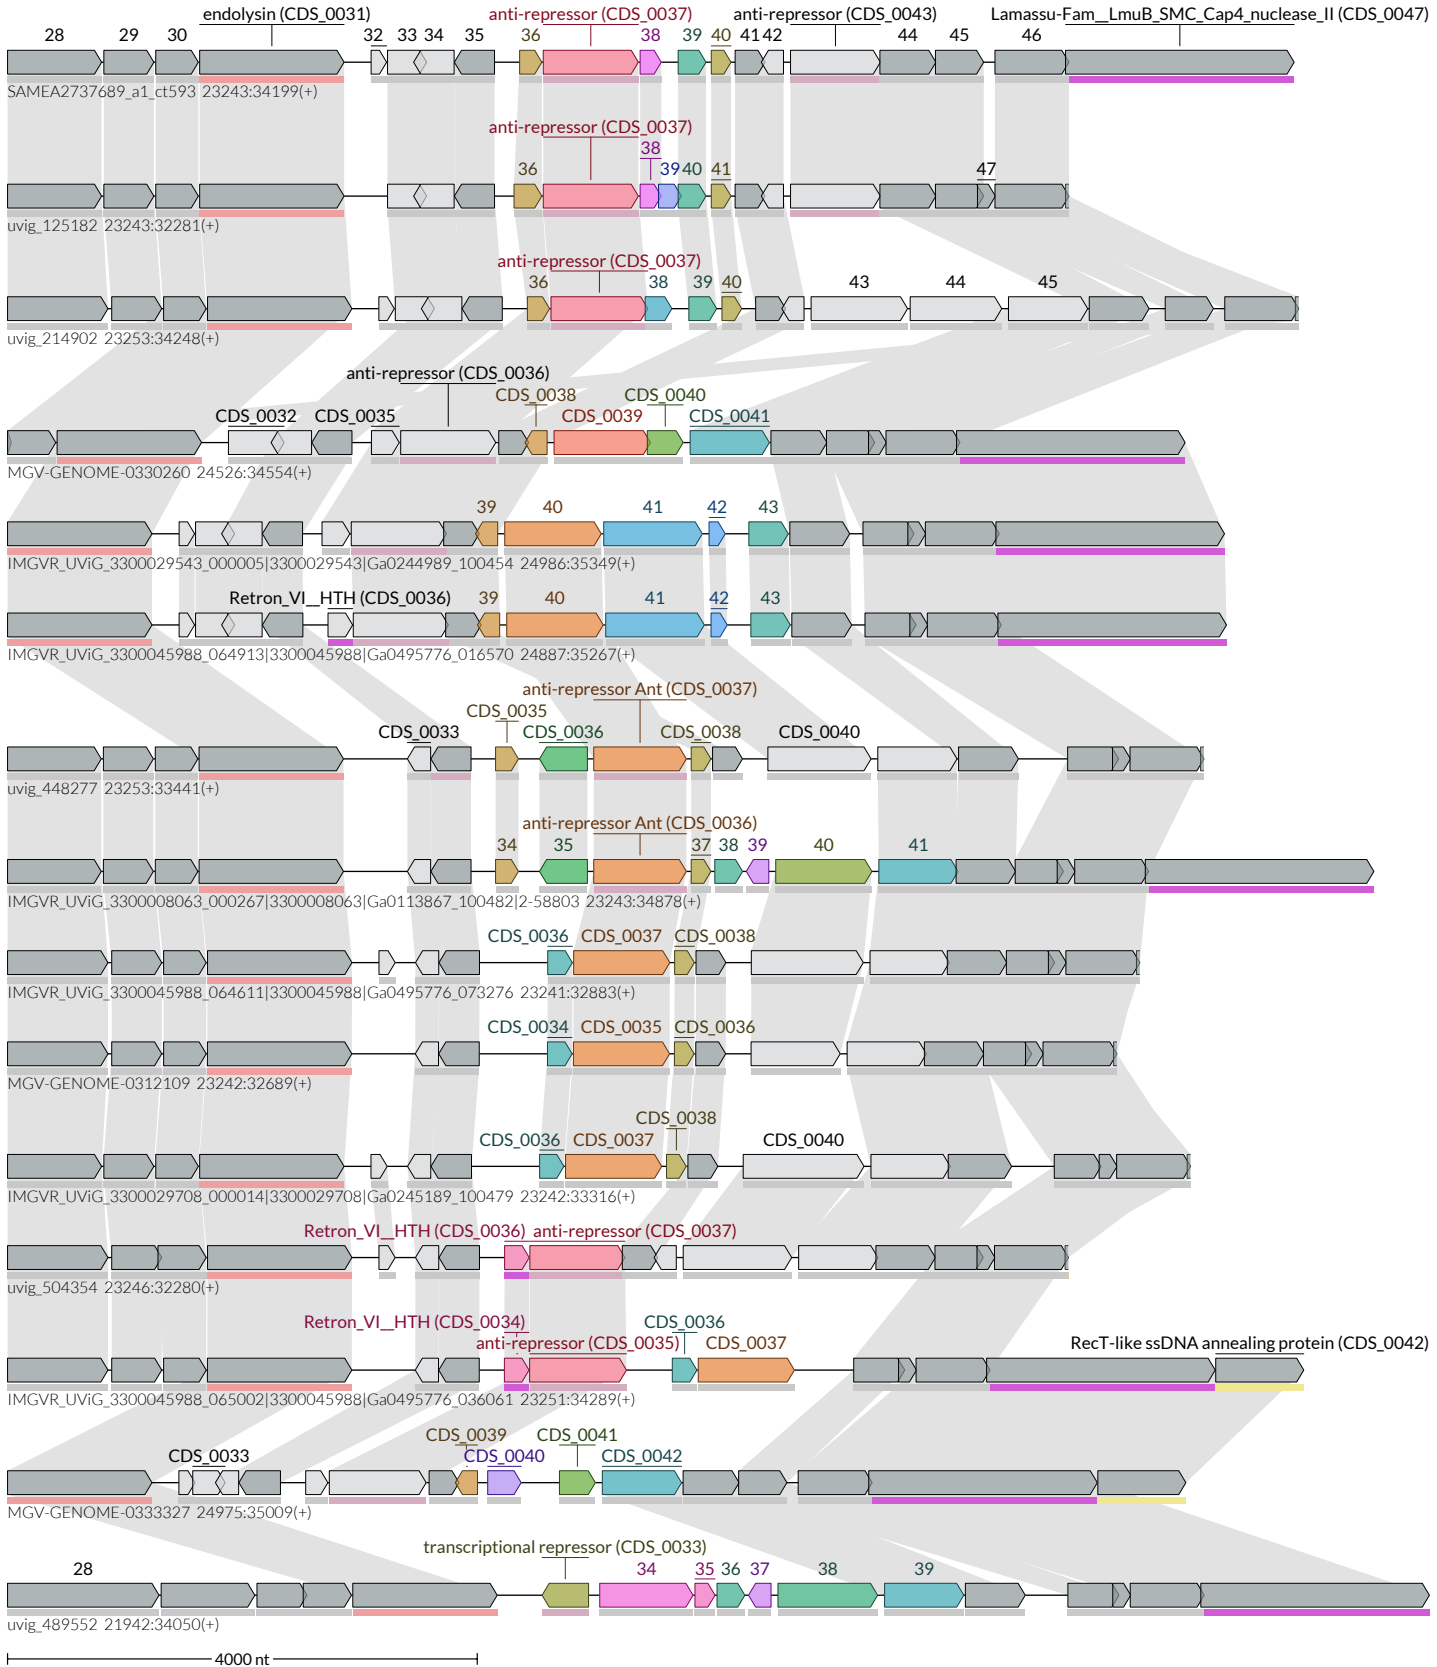 endolysin (CDS_0031) anti-repressor (CDS_0037) anti-repressor (CDS_0043) Lamassu-Fam__LmuB_SMC_Cap4_nuclease_II (CDS_0047)
28 29 30 32 33 34 35 36 38 39 40 41 42 44 45 46
SAMEA2737689_a1_ct593 23243:34199(+)
anti-repressor (CDS_0037)
38
36 39 40 41 47
uvig_125182 23243:32281(+)
anti-repressor (CDS_0037)
36 38 39 40 43 44 45
uvig_214902 23253:34248(+)
anti-repressor (CDS_0036)
CDS_0038 CDS_0040
CDS_0032 CDS_0035 CDS_0039 CDS_0041
MGV-GENOME-0330260 24526:34554(+)
39 40 41 42 43
IMGVR_UViG_3300029543_000005|3300029543|Ga0244989_100454 24986:35349(+)
Retron_VI__HTH (CDS_0036) 39 40 41 42 43
IMGVR_UViG_3300045988_064913|3300045988|Ga0495776_016570 24887:35267(+)
anti-repressor Ant (CDS_0037)
CDS_0035
CDS_0033 CDS_0036 CDS_0038 CDS_0040
uvig_448277 23253:33441(+)
anti-repressor Ant (CDS_0036)
34 35 37 38 39 40 41
IMGVR_UViG_3300008063_000267|3300008063|Ga0113867_100482|2-58803 23243:34878(+)
CDS_0036 CDS_0037 CDS_0038
IMGVR_UViG_3300045988_064611|3300045988|Ga0495776_073276 23241:32883(+)
CDS_0034 CDS_0035 CDS_0036
MGV-GENOME-0312109 23242:32689(+)
CDS_0038
CDS_0036 CDS_0037 CDS_0040
IMGVR_UViG_3300029708_000014|3300029708|Ga0245189_100479 23242:33316(+)
Retron_VI__HTH (CDS_0036) anti-repressor (CDS_0037)
uvig_504354 23246:32280(+)
Retron_VI__HTH (CDS_0034) CDS_0036
anti-repressor (CDS_0035) CDS_0037 RecT-like ssDNA annealing protein (CDS_0042)
IMGVR_UViG_3300045988_065002|3300045988|Ga0495776_036061 23251:34289(+)
CDS_0039 CDS_0041
CDS_0033 CDS_0040 CDS_0042
MGV-GENOME-0333327 24975:35009(+)
transcriptional repressor (CDS_0033)
28 34 35 36 37 38 39
uvig_489552 21942:34050(+)
4000 nt